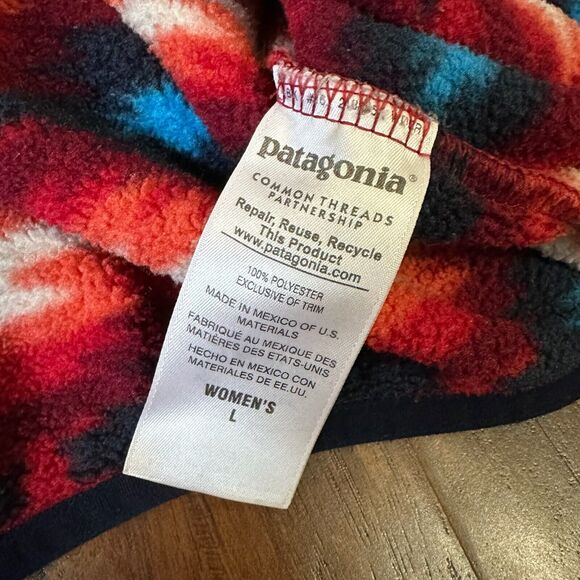 patagonia®
COMMON THREADS
PARTNERSHIP
Repair, Reuse, Recycle
This Product
www.patagonia.com
100% POLYESTER
EXCLUSIVE OF TRIM
MADE IN MEXICO OF U.S.
MATERIALS
FABRIQUÉ AU MEXIQUE DES
MATIÈRES DES ETATS-UNIS
HECHO EN MEXICO CON
MATERIALES DE EE.UU.
WOMEN'S
L